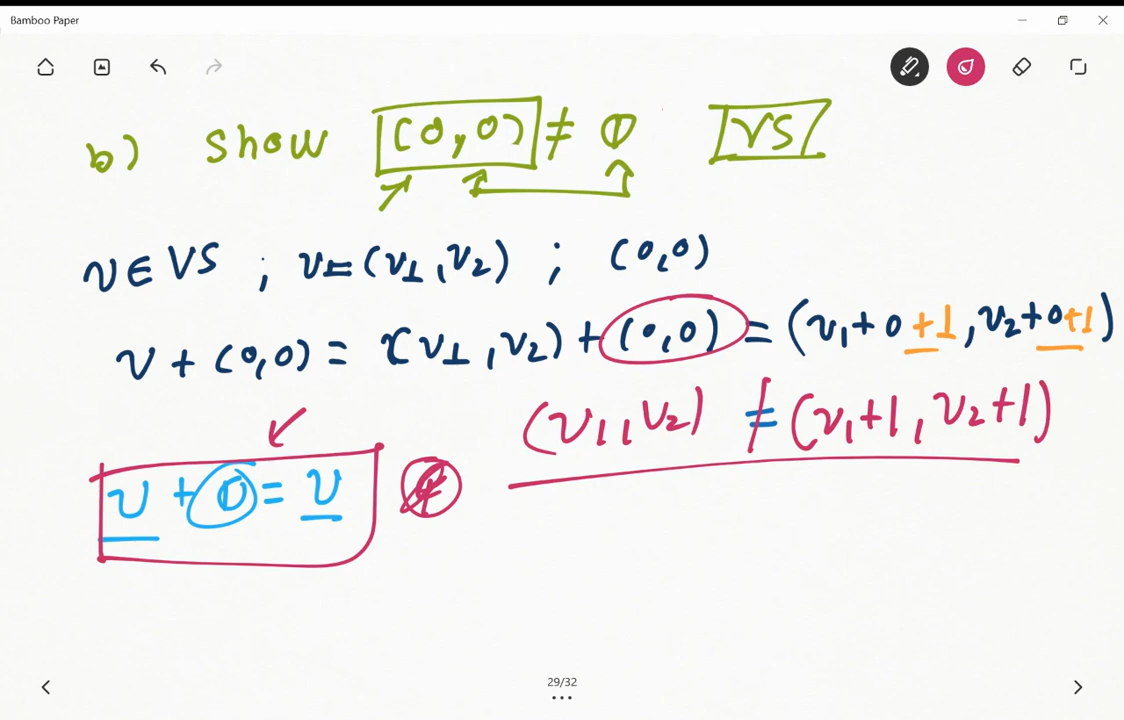 Bamboo Paper
b) show (0,0) ≠ 𝟘 VS
v ∈ VS ; v = (v₁,v₂) ; (0,0)
v + (0,0) = (v₁,v₂) + (0,0) = (v₁+0+1, v₂+0+1)
(v₁,v₂) ≠ (v₁+1, v₂+1)
v + 𝟘 = v
29/32